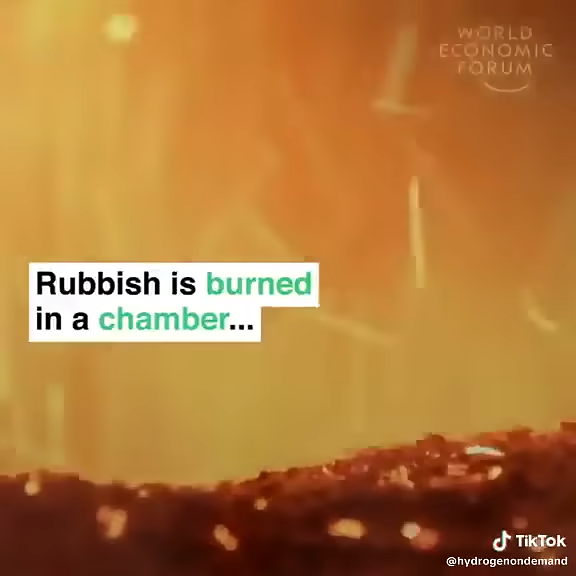 WORLD
ECONOMIC
FORUM
Rubbish is burned
in a chamber...
TikTok
@hydrogenondemand